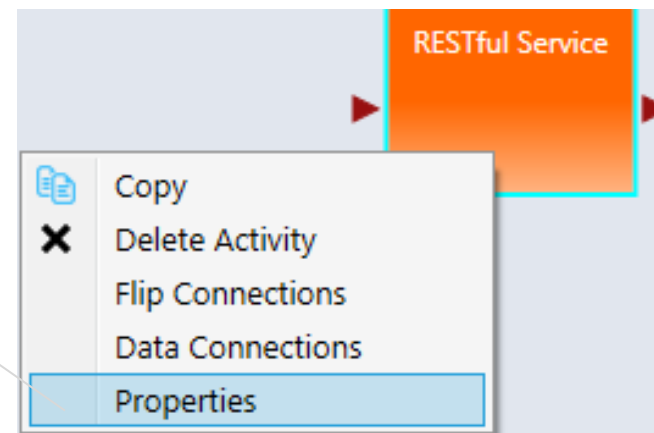 RESTful Service
Copy
Delete Activity
Flip Connections
Data Connections
Properties